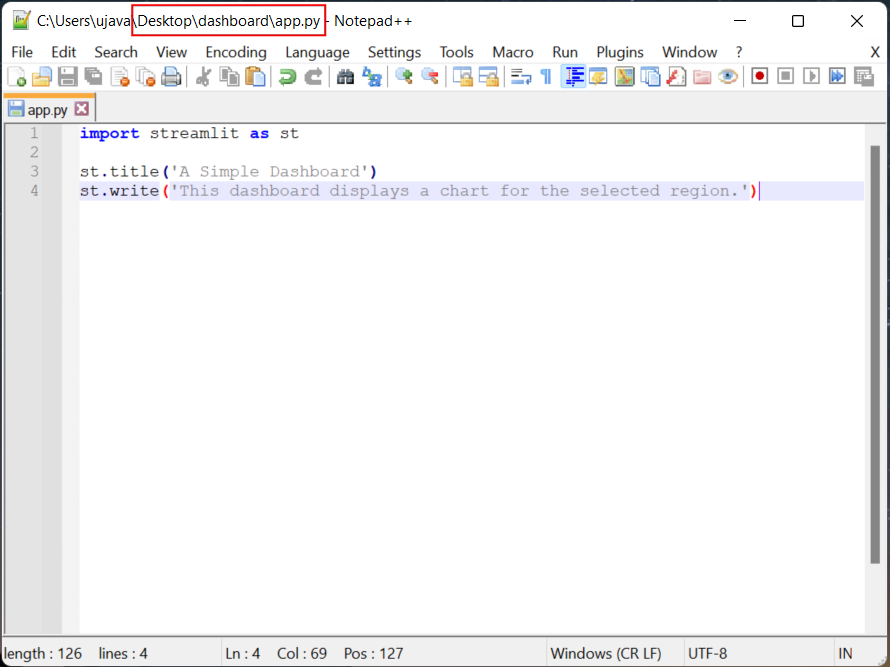 C:\Users\ujava\Desktop\dashboard\app.py - Notepad++
File Edit Search View Encoding Language Settings Tools Macro Run Plugins Window ? X
app.py
1 import streamlit as st
2
3 st.title('A Simple Dashboard')
4 st.write('This dashboard displays a chart for the selected region.')
length : 126 lines : 4 Ln : 4 Col : 69 Pos : 127 Windows (CR LF) UTF-8 IN